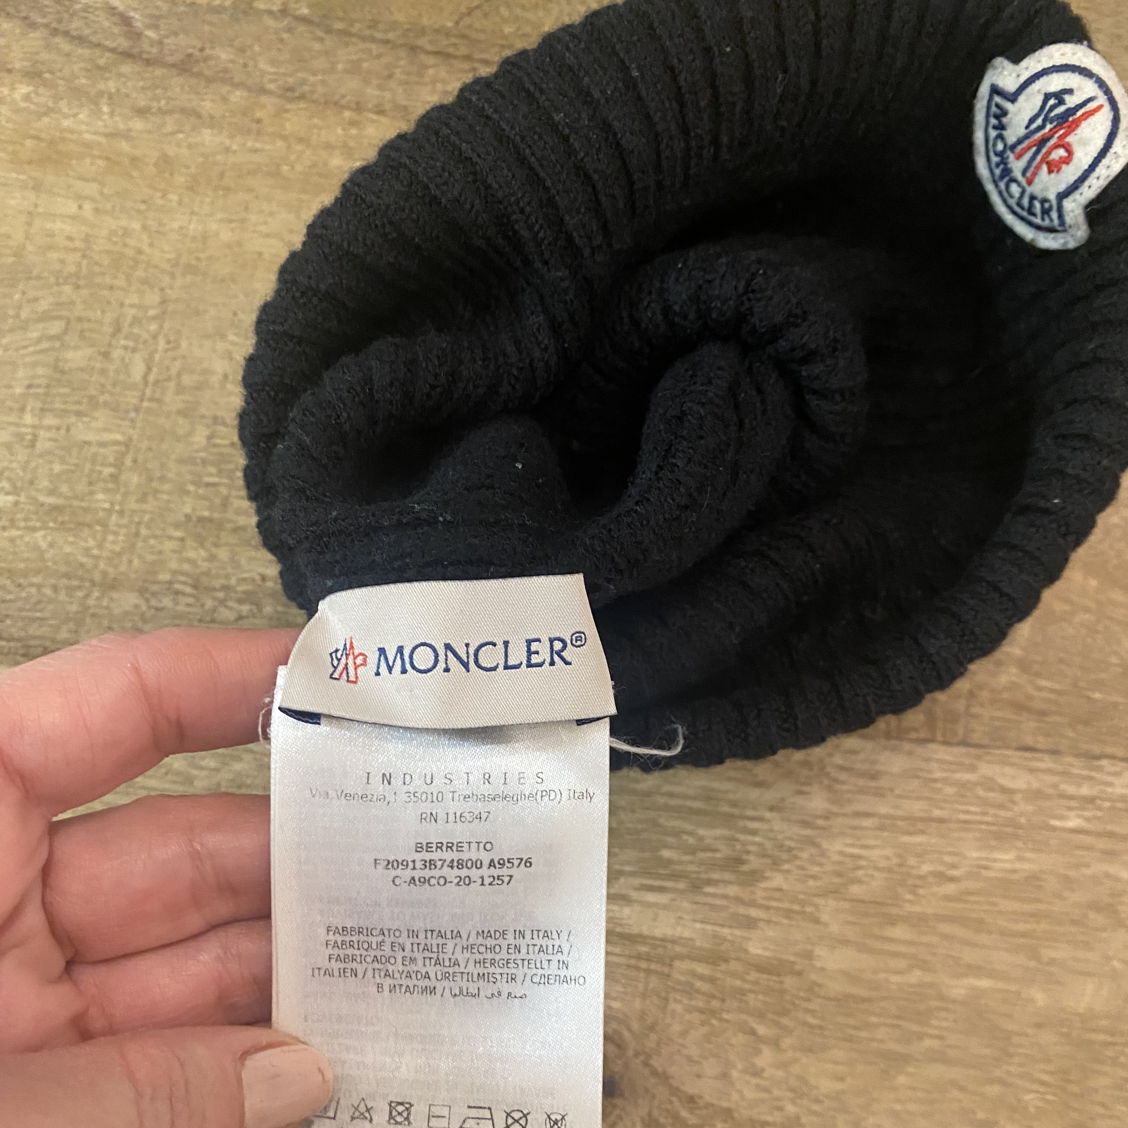 MONCLER
MONCLER®
INDUSTRIES
Via Venezia,1 35010 Trebaseleghe(PD) Italy
RN 116347
BERRETTO
F20913B74800 A9576
C-A9CO-20-1257
FABBRICATO IN ITALIA / MADE IN ITALY /
FABRIQUÉ EN ITALIE / HECHO EN ITALIA /
FABRICADO EM ITÁLIA / HERGESTELLT IN
ITALIEN / ITALYA'DA ÜRETILMIŞTIR / СДЕЛАНО
В ИТАЛИИ / صنع في ايطاليا